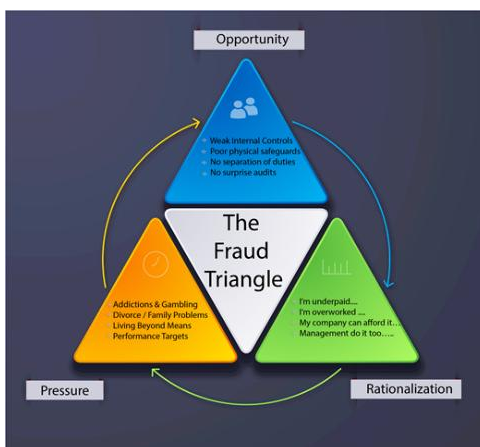 Opportunity
Weak Internal Controls
Poor physical safeguards
No separation of duties
No surprise audits
The
Fraud
Triangle
Addictions & Gambling
Divorce / Family Problems
Living Beyond Means
Performance Targets
I'm underpaid....
I'm overworked ....
My company can afford it...
Management do it too.....
Pressure
Rationalization